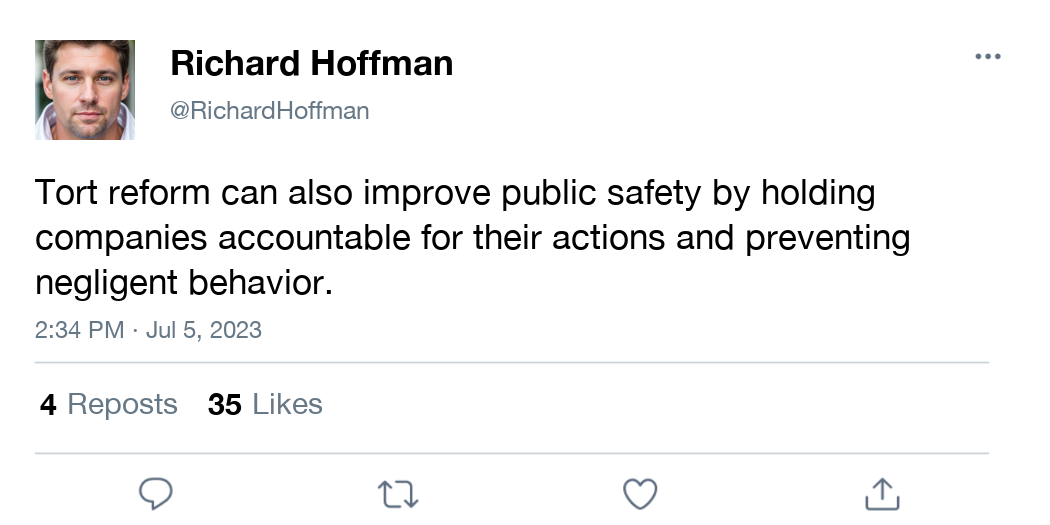 Richard Hoffman
@RichardHoffman
Tort reform can also improve public safety by holding
companies accountable for their actions and preventing
negligent behavior.
2:34 PM · Jul 5, 2023
4 Reposts 35 Likes